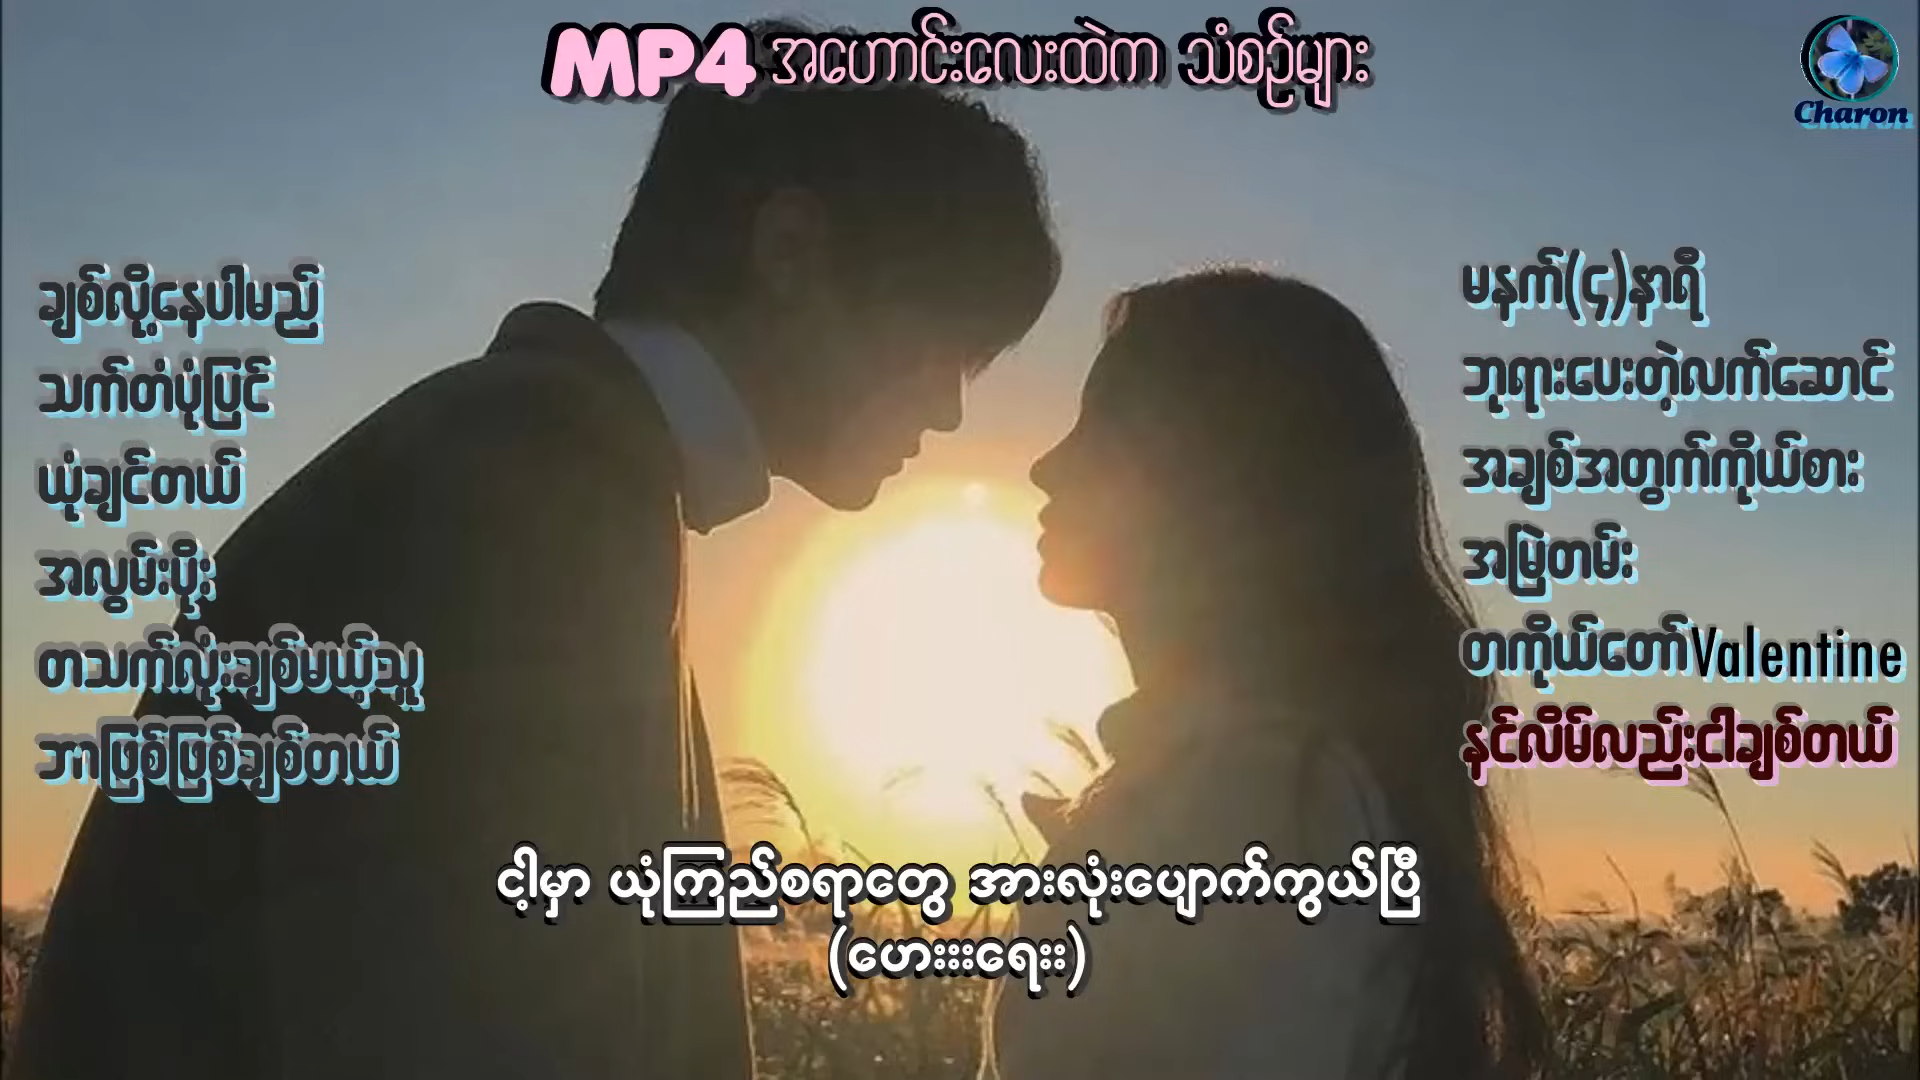 MP4 အဟောင်းလေးထဲက သံစဉ်များ
Charon
ချစ်လို့နေပါမည်
သက်တံပုံပြင်
ယုံချင်တယ်
အလွမ်းပိုး
တသက်လုံးချစ်မယ့်သူ
ဘာဖြစ်ဖြစ်ချစ်တယ်
မနက်(၄)နာရီ
ဘုရားပေးတဲ့လက်ဆောင်
အချစ်အတွက်ကိုယ်စား
အမြဲတမ်း
တကိုယ်တော်Valentine
နင်လိမ်လည်းငါချစ်တယ်
ငါ့မှာ ယုံကြည်စရာတွေ အားလုံးပျောက်ကွယ်ပြီ
(ဟေးးးရေးး)